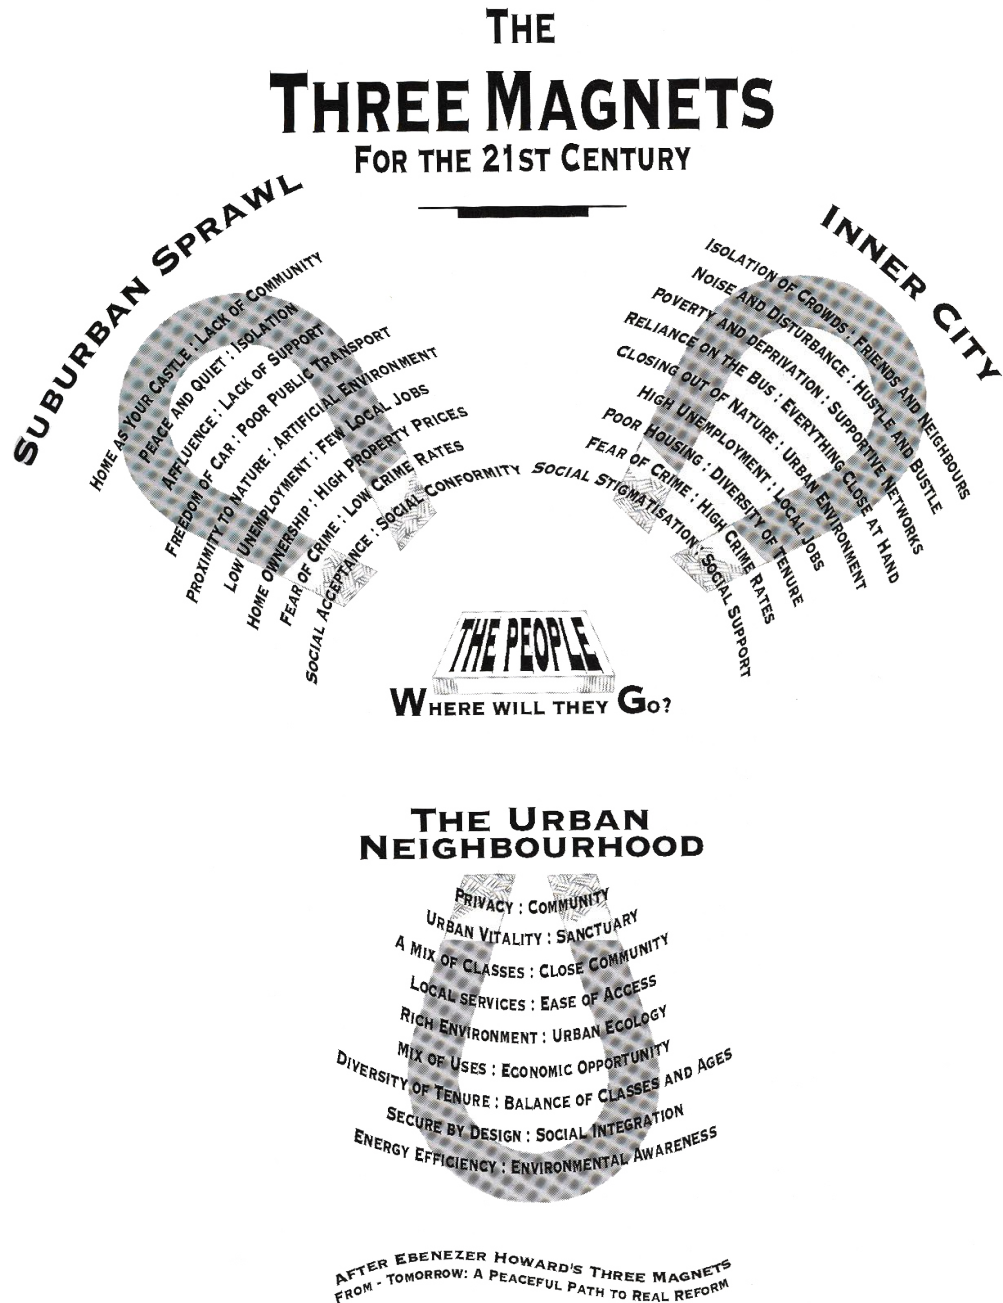 THE
THREE MAGNETS
FOR THE 21ST CENTURY
SUBURBAN SPRAWL
HOME AS YOUR CASTLE : LACK OF COMMUNITY
PEACE AND QUIET : ISOLATION
AFFLUENCE : LACK OF SUPPORT
FREEDOM OF CAR : POOR PUBLIC TRANSPORT
PROXIMITY TO NATURE : ARTIFICIAL ENVIRONMENT
LOW UNEMPLOYMENT : FEW LOCAL JOBS
HOME OWNERSHIP : HIGH PROPERTY PRICES
FEAR OF CRIME : LOW CRIME RATES
SOCIAL ACCEPTANCE : SOCIAL CONFORMITY
INNER CITY
ISOLATION OF CROWDS : FRIENDS AND NEIGHBOURS
NOISE AND DISTURBANCE : HUSTLE AND BUSTLE
POVERTY AND DEPRIVATION : SUPPORTIVE NETWORKS
RELIANCE ON THE BUS : EVERYTHING CLOSE AT HAND
CLOSING OUT OF NATURE : URBAN ENVIRONMENT
HIGH UNEMPLOYMENT : LOCAL JOBS
POOR HOUSING : DIVERSITY OF TENURE
FEAR OF CRIME : HIGH CRIME RATES
SOCIAL STIGMATISATION : SOCIAL SUPPORT
THE PEOPLE
WHERE WILL THEY GO?
THE URBAN
NEIGHBOURHOOD
PRIVACY : COMMUNITY
URBAN VITALITY : SANCTUARY
A MIX OF CLASSES : CLOSE COMMUNITY
LOCAL SERVICES : EASE OF ACCESS
RICH ENVIRONMENT : URBAN ECOLOGY
MIX OF USES : ECONOMIC OPPORTUNITY
DIVERSITY OF TENURE : BALANCE OF CLASSES AND AGES
SECURE BY DESIGN : SOCIAL INTEGRATION
ENERGY EFFICIENCY : ENVIRONMENTAL AWARENESS
AFTER EBENEZER HOWARD'S THREE MAGNETS
FROM - TOMORROW: A PEACEFUL PATH TO REAL REFORM